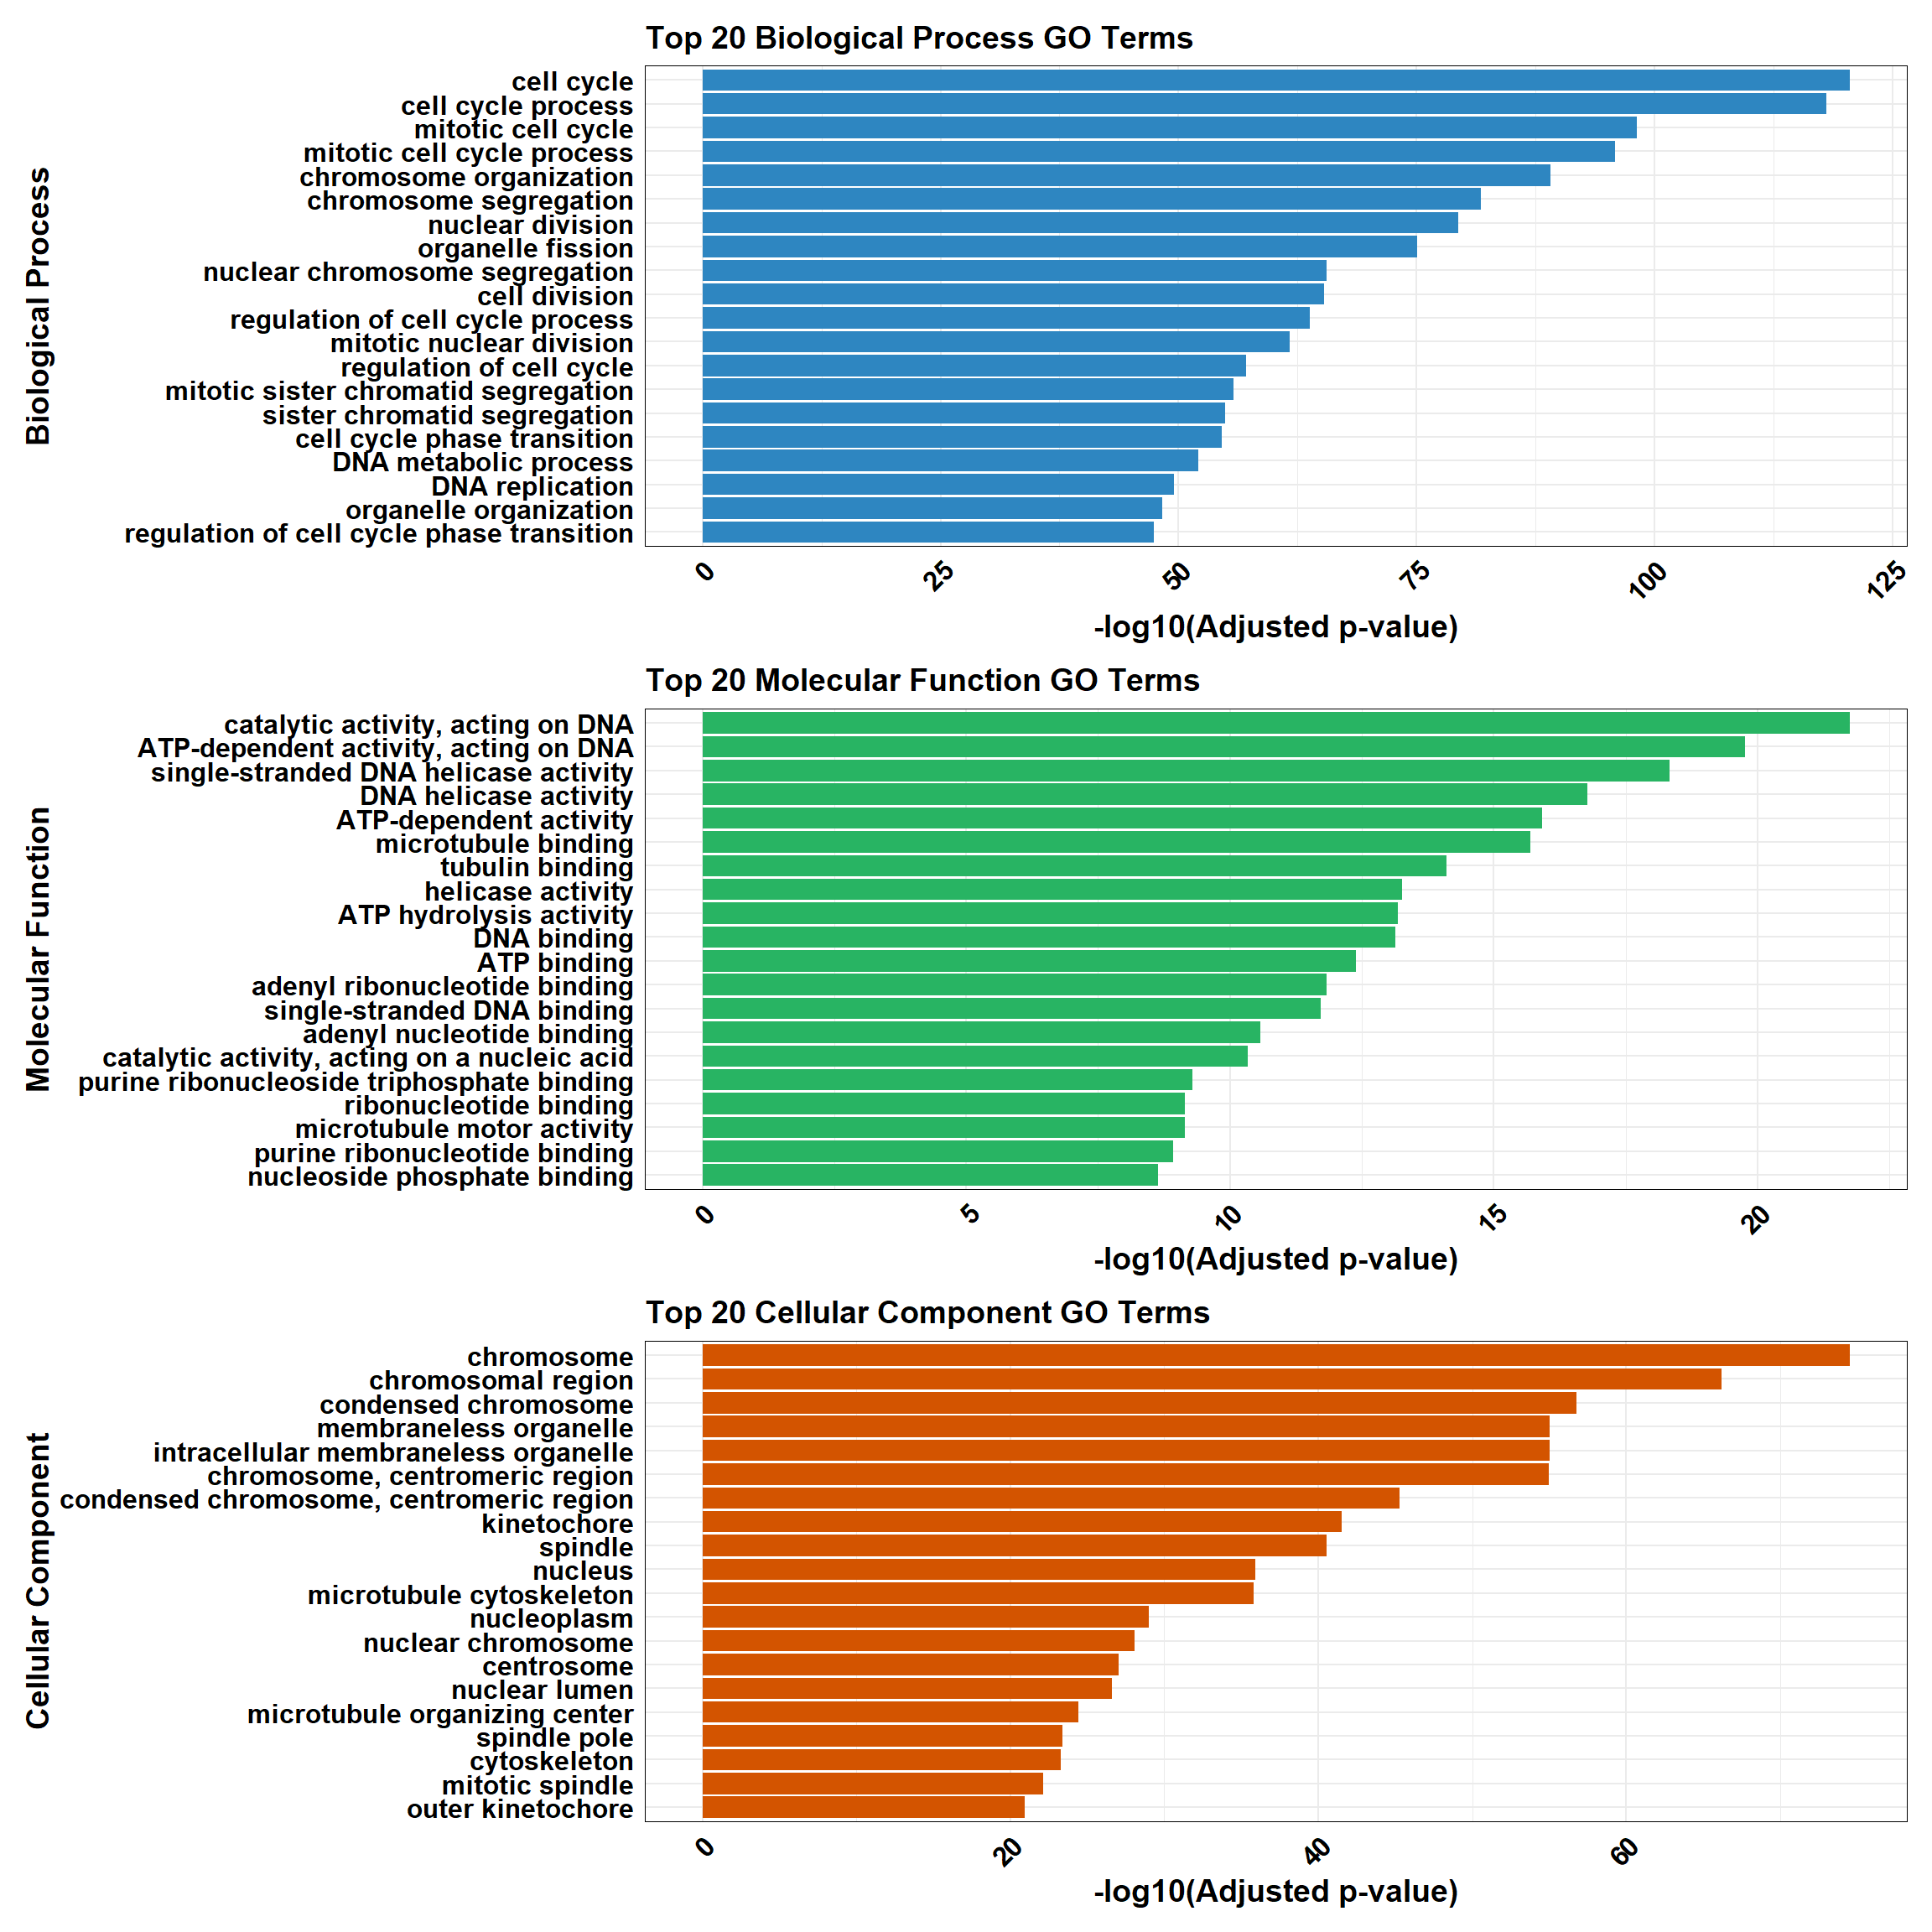 Top 20 Biological Process GO Terms
Biological Process
cell cycle
cell cycle process
mitotic cell cycle
mitotic cell cycle process
chromosome organization
chromosome segregation
nuclear division
organelle fission
nuclear chromosome segregation
cell division
regulation of cell cycle process
mitotic nuclear division
regulation of cell cycle
mitotic sister chromatid segregation
sister chromatid segregation
cell cycle phase transition
DNA metabolic process
DNA replication
organelle organization
regulation of cell cycle phase transition
0 25 50 75 100 125
-log10(Adjusted p-value)
Top 20 Molecular Function GO Terms
Molecular Function
catalytic activity, acting on DNA
ATP-dependent activity, acting on DNA
single-stranded DNA helicase activity
DNA helicase activity
ATP-dependent activity
microtubule binding
tubulin binding
helicase activity
ATP hydrolysis activity
DNA binding
ATP binding
adenyl ribonucleotide binding
single-stranded DNA binding
adenyl nucleotide binding
catalytic activity, acting on a nucleic acid
purine ribonucleoside triphosphate binding
ribonucleotide binding
microtubule motor activity
purine ribonucleotide binding
nucleoside phosphate binding
0 5 10 15 20
-log10(Adjusted p-value)
Top 20 Cellular Component GO Terms
Cellular Component
chromosome
chromosomal region
condensed chromosome
membraneless organelle
intracellular membraneless organelle
chromosome, centromeric region
condensed chromosome, centromeric region
kinetochore
spindle
nucleus
microtubule cytoskeleton
nucleoplasm
nuclear chromosome
centrosome
nuclear lumen
microtubule organizing center
spindle pole
cytoskeleton
mitotic spindle
outer kinetochore
0 20 40 60
-log10(Adjusted p-value)